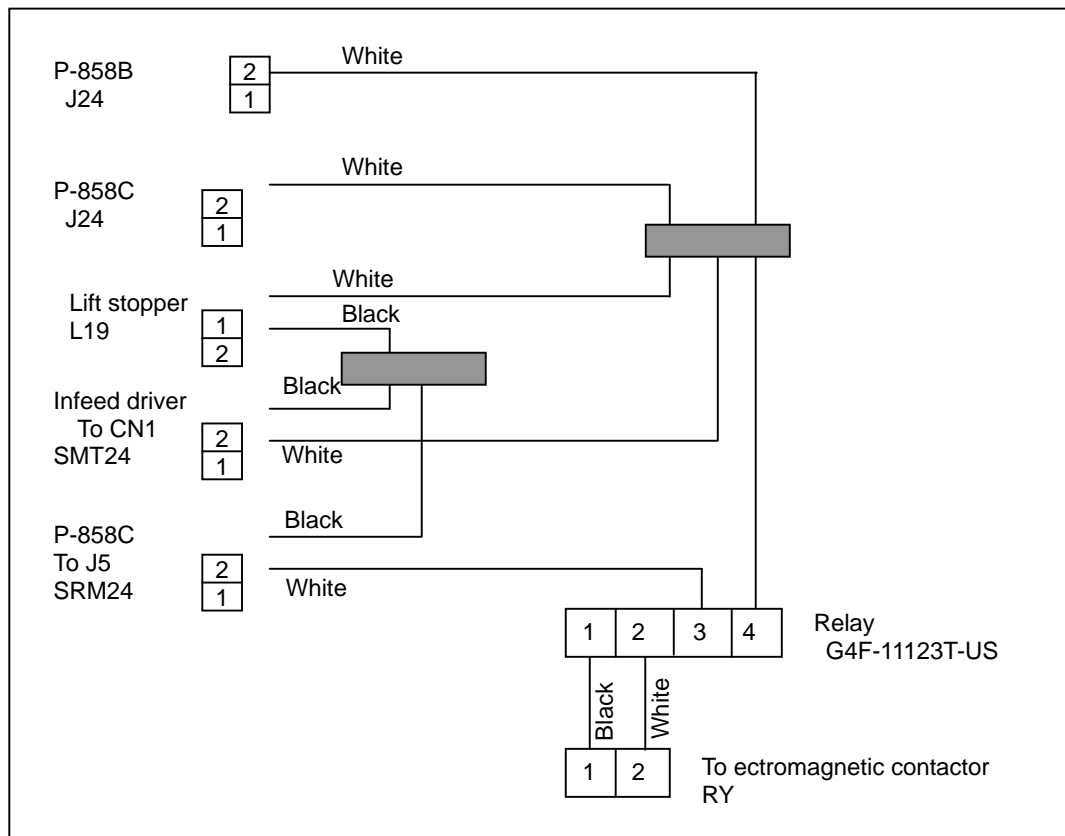 White
P-858B
J24
2
1
White
P-858C
J24
2
1
White
Lift stopper
L19
Black
1
2
Black
Infeed driver
To CN1
SMT24
2
1
White
Black
P-858C
To J5
SRM24
2
1
White
1 2 3 4
Relay
G4F-11123T-US
Black
White
1 2
To ectromagnetic contactor
RY